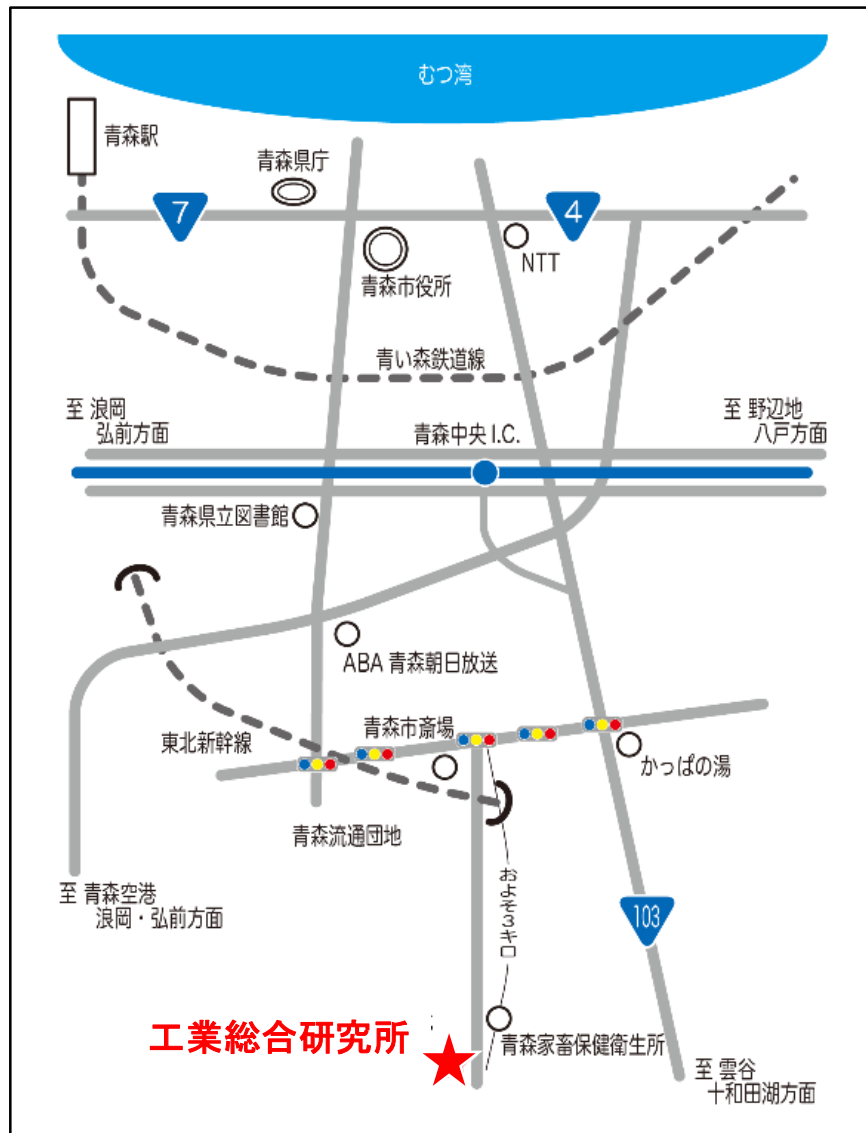 むつ湾
青森駅
青森県庁
7
4
青森市役所
NTT
青い森鉄道線
至 浪岡
弘前方面
青森中央 I.C.
至 野辺地
八戸方面
青森県立図書館
ABA 青森朝日放送
東北新幹線
青森市斎場
かっぱの湯
青森流通団地
およそ3キロ
至 青森空港
浪岡・弘前方面
103
工業総合研究所
青森家畜保健衛生所
至 雲谷
十和田湖方面